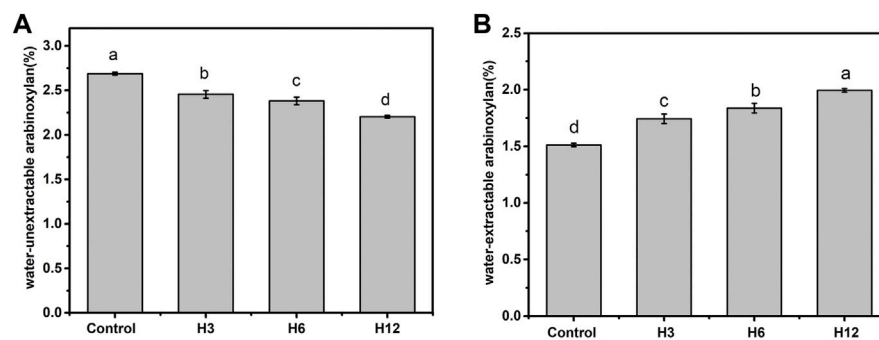 A
water-unextractable arabinoxylan(%)
3.0
2.5
2.0
1.5
1.0
0.5
0.0
a
b
c
d
Control
H3
H6
H12
B
water-extractable arabinoxylan(%)
2.5
2.0
1.5
1.0
0.5
0.0
d
c
b
a
Control
H3
H6
H12